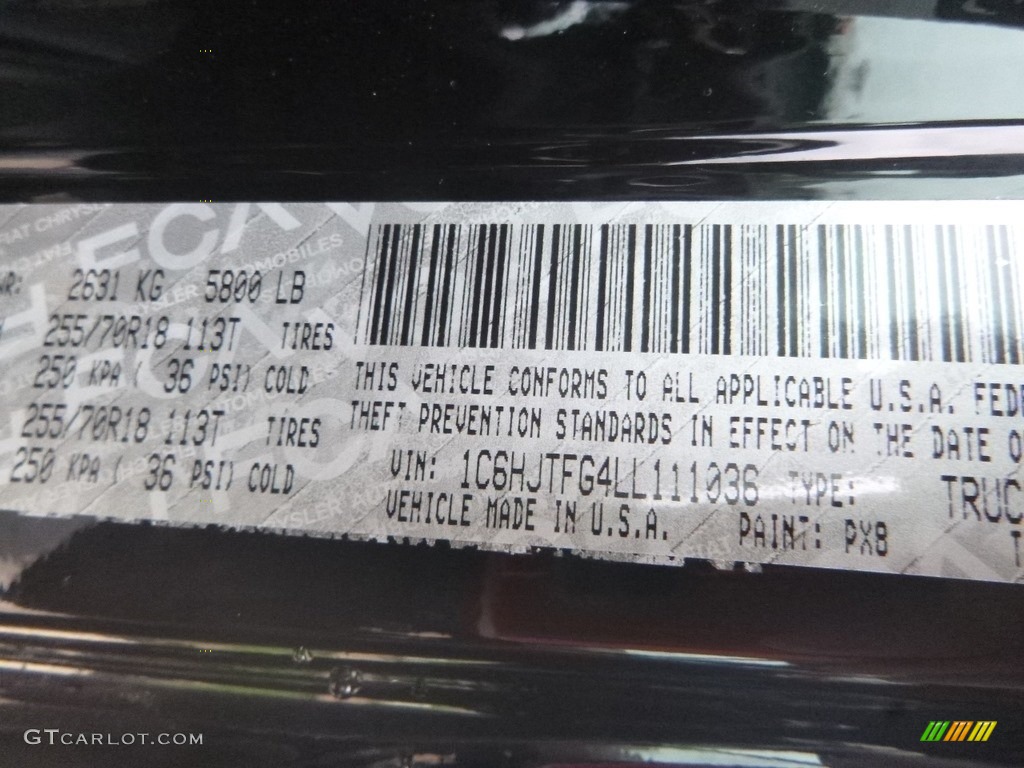 2631 KG 5800 LB
255/70R18 113T TIRES
250 KPA ( 36 PSI) COLD
255/70R18 113T TIRES
250 KPA ( 36 PSI) COLD
THIS VEHICLE CONFORMS TO ALL APPLICABLE U.S.A. FEDE
THEFT PREVENTION STANDARDS IN EFFECT ON THE DATE O
VIN: 1C6HJTFG4LL111036 TYPE: TRUC
VEHICLE MADE IN U.S.A. PAINT: PX8
GTCARLOT.COM